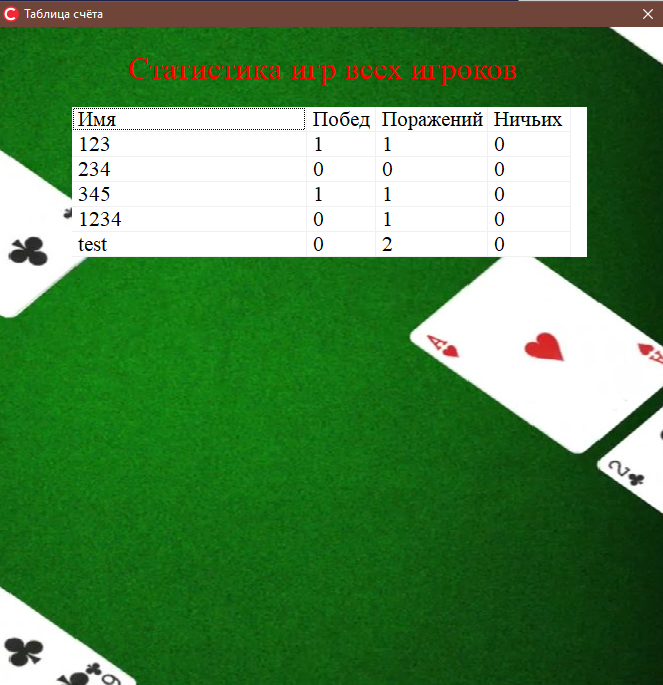 Таблица счёта
Статистика игр всех игроков
Имя Побед Поражений Ничьих
123 1 1 0
234 0 0 0
345 1 1 0
1234 0 1 0
test 0 2 0
A
A
2
9